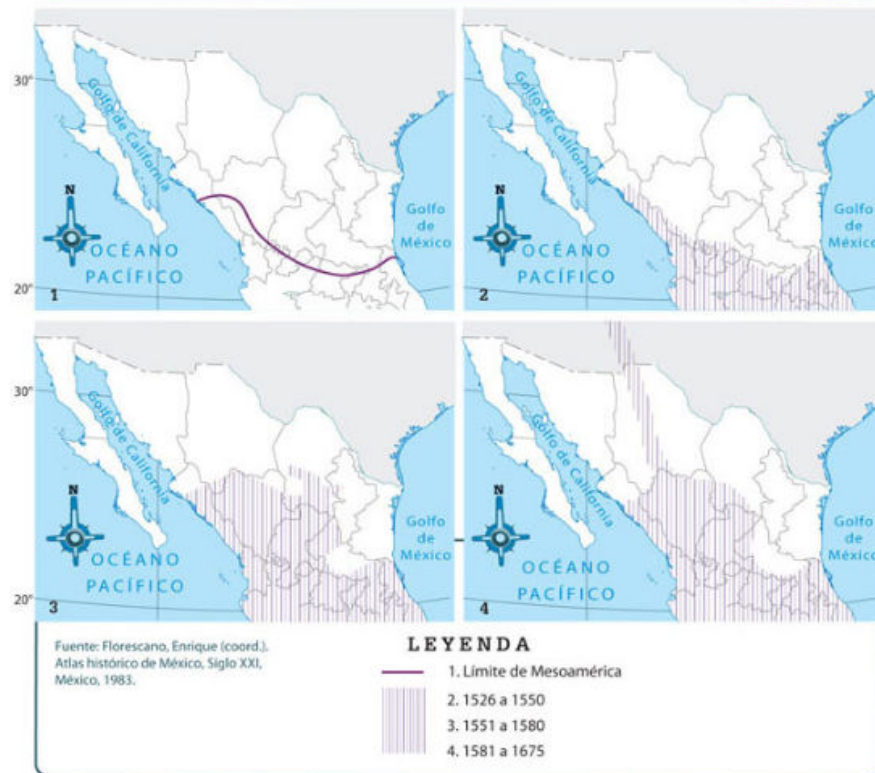 30°
Golfo de California
N
OCÉANO
PACÍFICO
Golfo
de
México
20°
1
Golfo de California
N
OCÉANO
PACÍFICO
Golfo
de
México
2
30°
Golfo de California
N
OCÉANO
PACÍFICO
Golfo
de
México
20°
3
Golfo de California
N
OCÉANO
PACÍFICO
Golfo
de
México
4
Fuente: Florescano, Enrique (coord.).
Atlas histórico de México, Siglo XXI,
México, 1983.
LEYENDA
1. Límite de Mesoamérica
2. 1526 a 1550
3. 1551 a 1580
4. 1581 a 1675